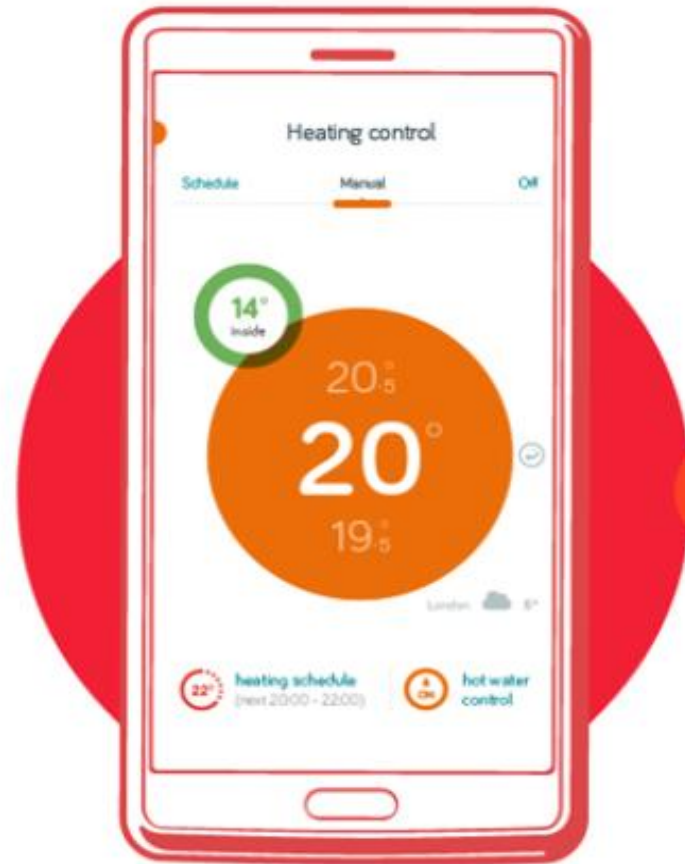 Heating control
Schedule Manual Off
14°
inside
20.5°
20°
19.5°
London
22° heating schedule
(next 20:00 - 22:00)
ON hot water
control